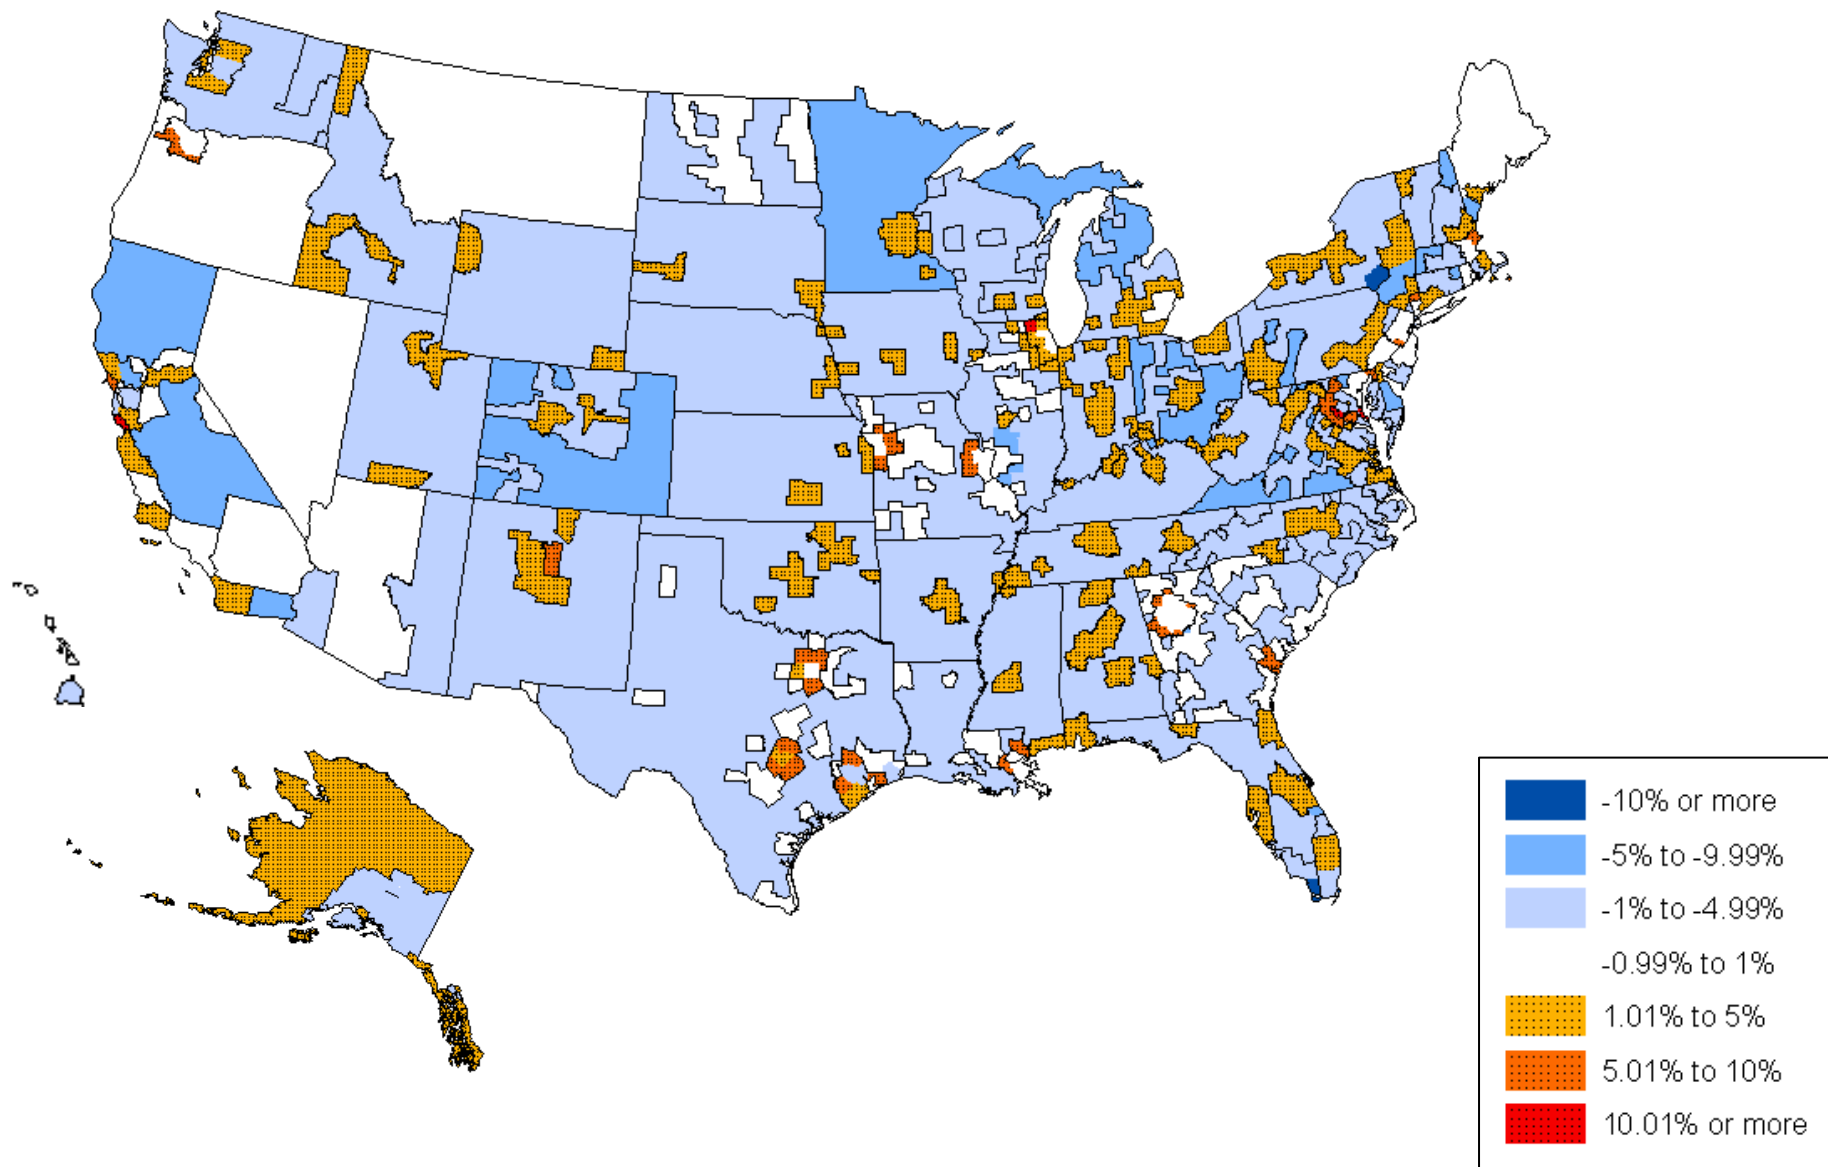 -10% or more
-5% to -9.99%
-1% to -4.99%
-0.99% to 1%
1.01% to 5%
5.01% to 10%
10.01% or more